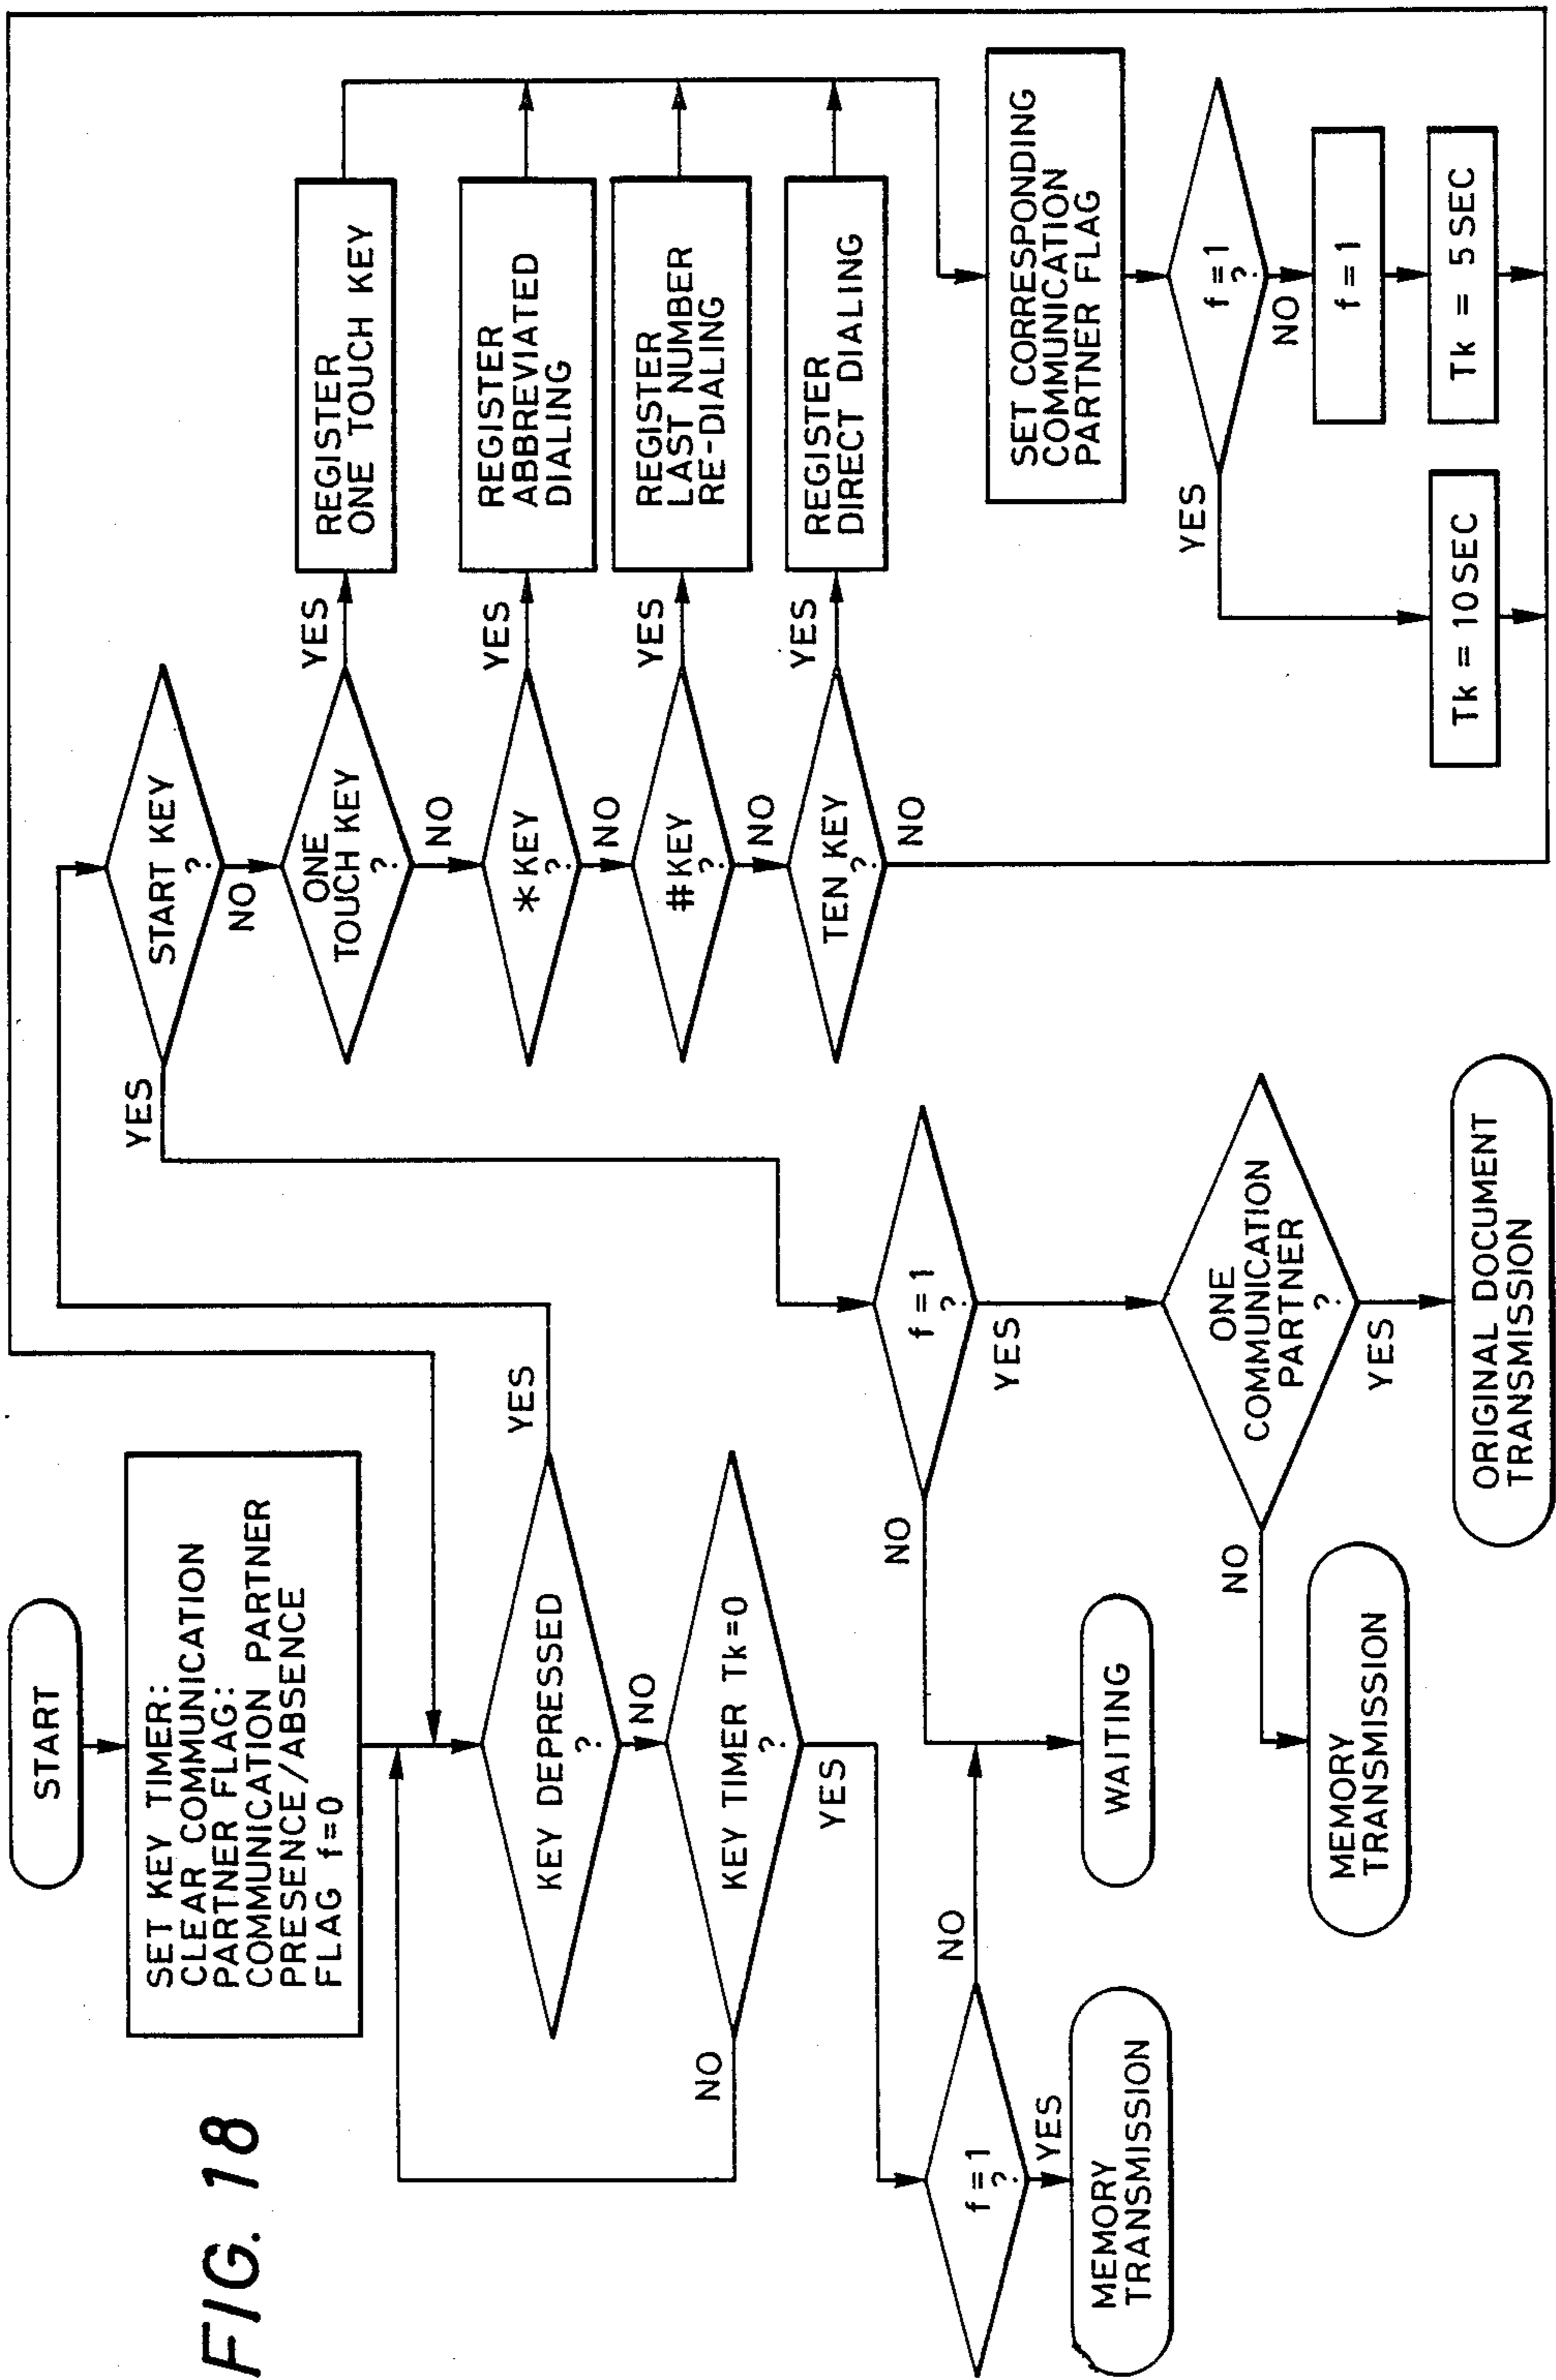 FIG. 18
START
SET KEY TIMER:
CLEAR COMMUNICATION
PARTNER FLAG:
COMMUNICATION PARTNER
PRESENCE/ABSENCE
FLAG f=0
KEY DEPRESSED
?
YES
NO
KEY TIMER Tk=0
?
NO
YES
f=1
?
NO
YES
MEMORY
TRANSMISSION
WAITING
START KEY
?
YES
NO
ONE
TOUCH KEY
?
YES
NO
REGISTER
ONE TOUCH KEY
*KEY
?
YES
NO
REGISTER
ABBREVIATED
DIALING
#KEY
?
YES
NO
REGISTER
LAST NUMBER
RE-DIALING
TEN KEY
?
YES
NO
REGISTER
DIRECT DIALING
SET CORRESPONDING
COMMUNICATION
PARTNER FLAG
f=1
?
YES
NO
f=1
Tk = 10SEC
Tk = 5SEC
f=1
?
NO
YES
ONE
COMMUNICATION
PARTNER
?
NO
YES
MEMORY
TRANSMISSION
ORIGINAL DOCUMENT
TRANSMISSION